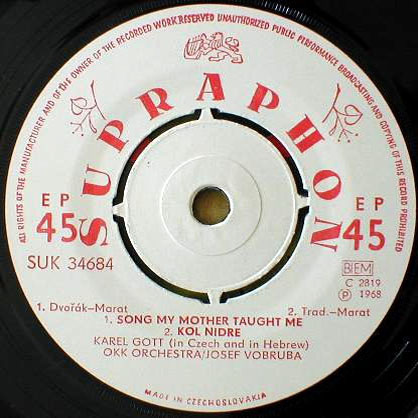 ALL RIGHTS OF THE MANUFACTURER AND OF THE OWNER OF THE RECORDED WORK RESERVED UNAUTHORIZED PUBLIC PERFORMANCE BROADCASTING AND COPYING OF THIS RECORD PROHIBITED
SUPRAPHON
EP EP
45 45
SUK 34684
BIEM
C 2819
℗ 1968
1. Dvořák–Marat 2. Trad.–Marat
1. SONG MY MOTHER TAUGHT ME
2. KOL NIDRE
KAREL GOTT (in Czech and in Hebrew)
OKK ORCHESTRA/JOSEF VOBRUBA
MADE IN CZECHOSLOVAKIA